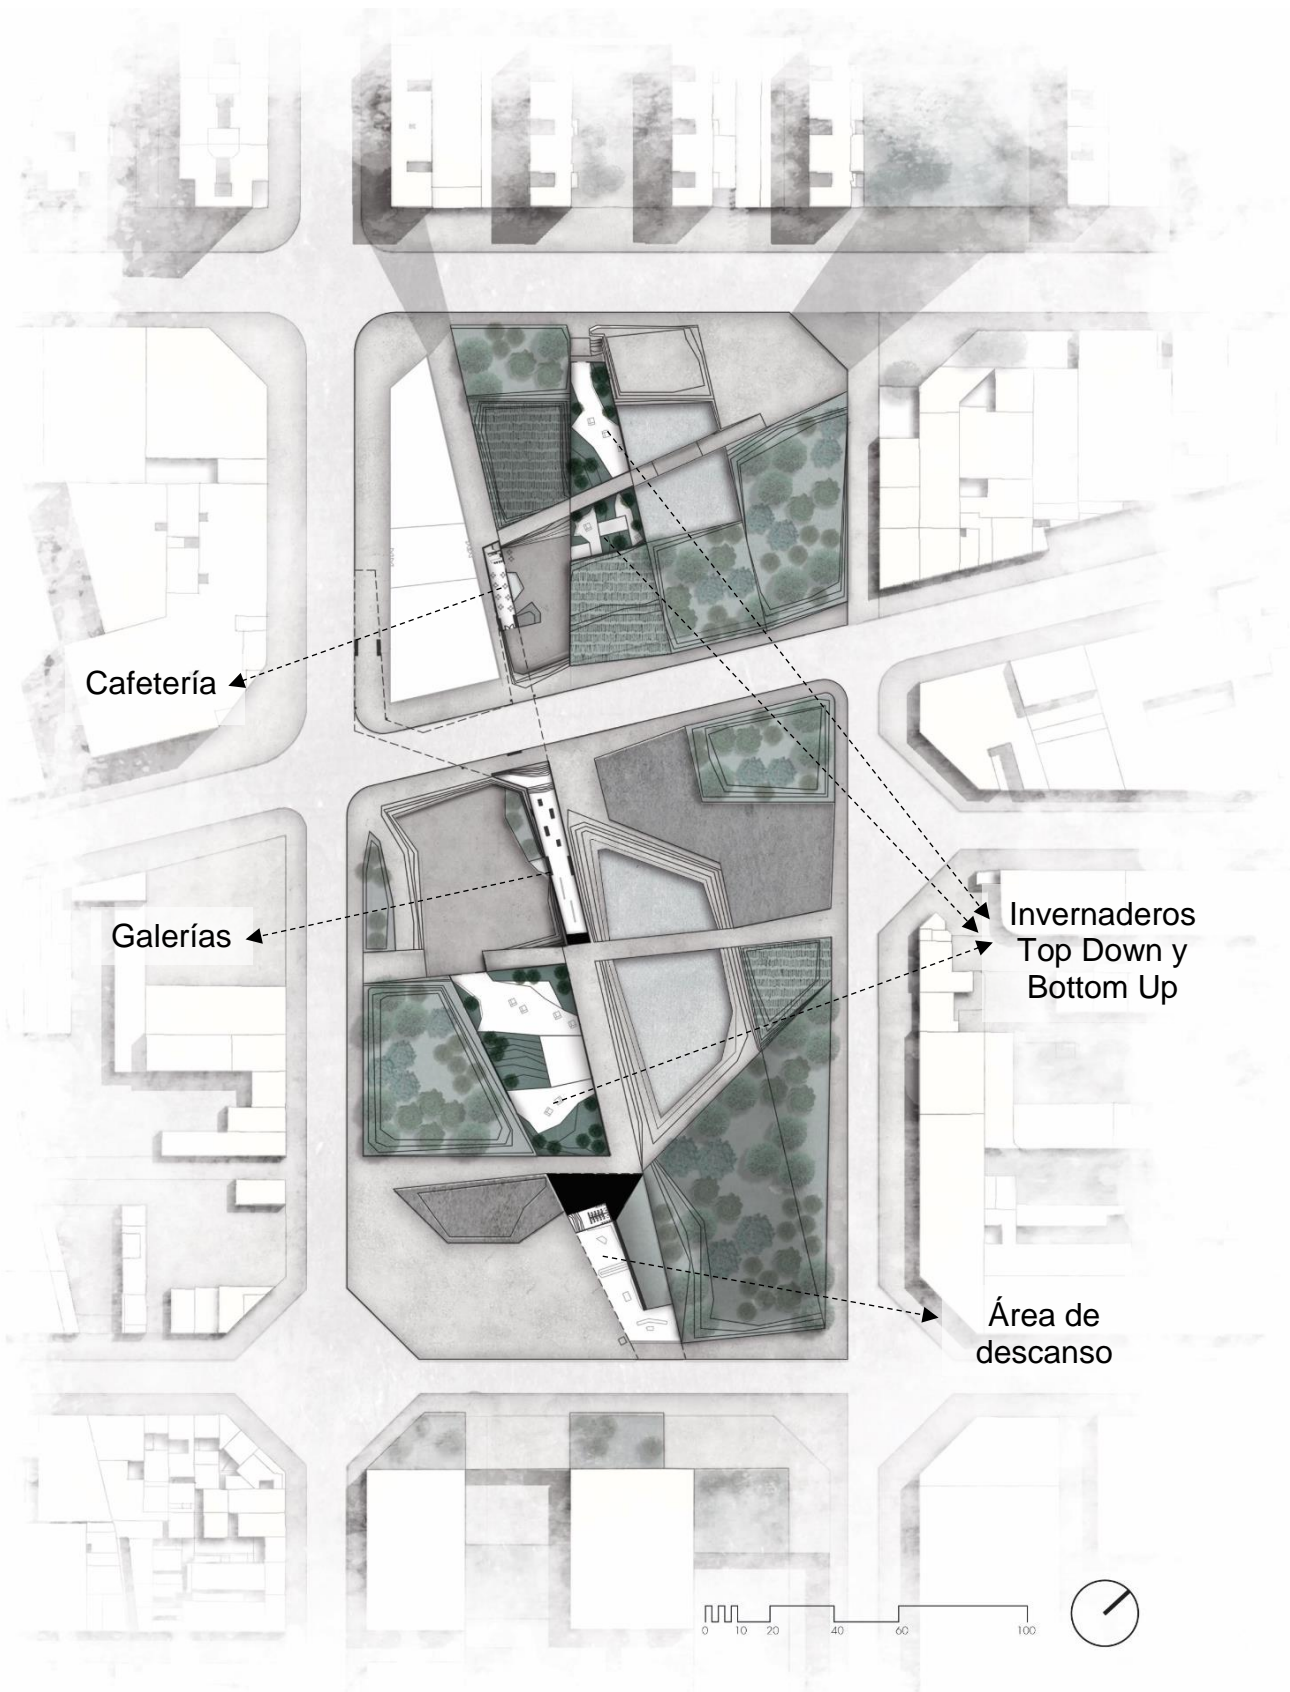 Cafetería
Galerías
Invernaderos
Top Down y
Bottom Up
Área de
descanso
0 10 20 40 60 100